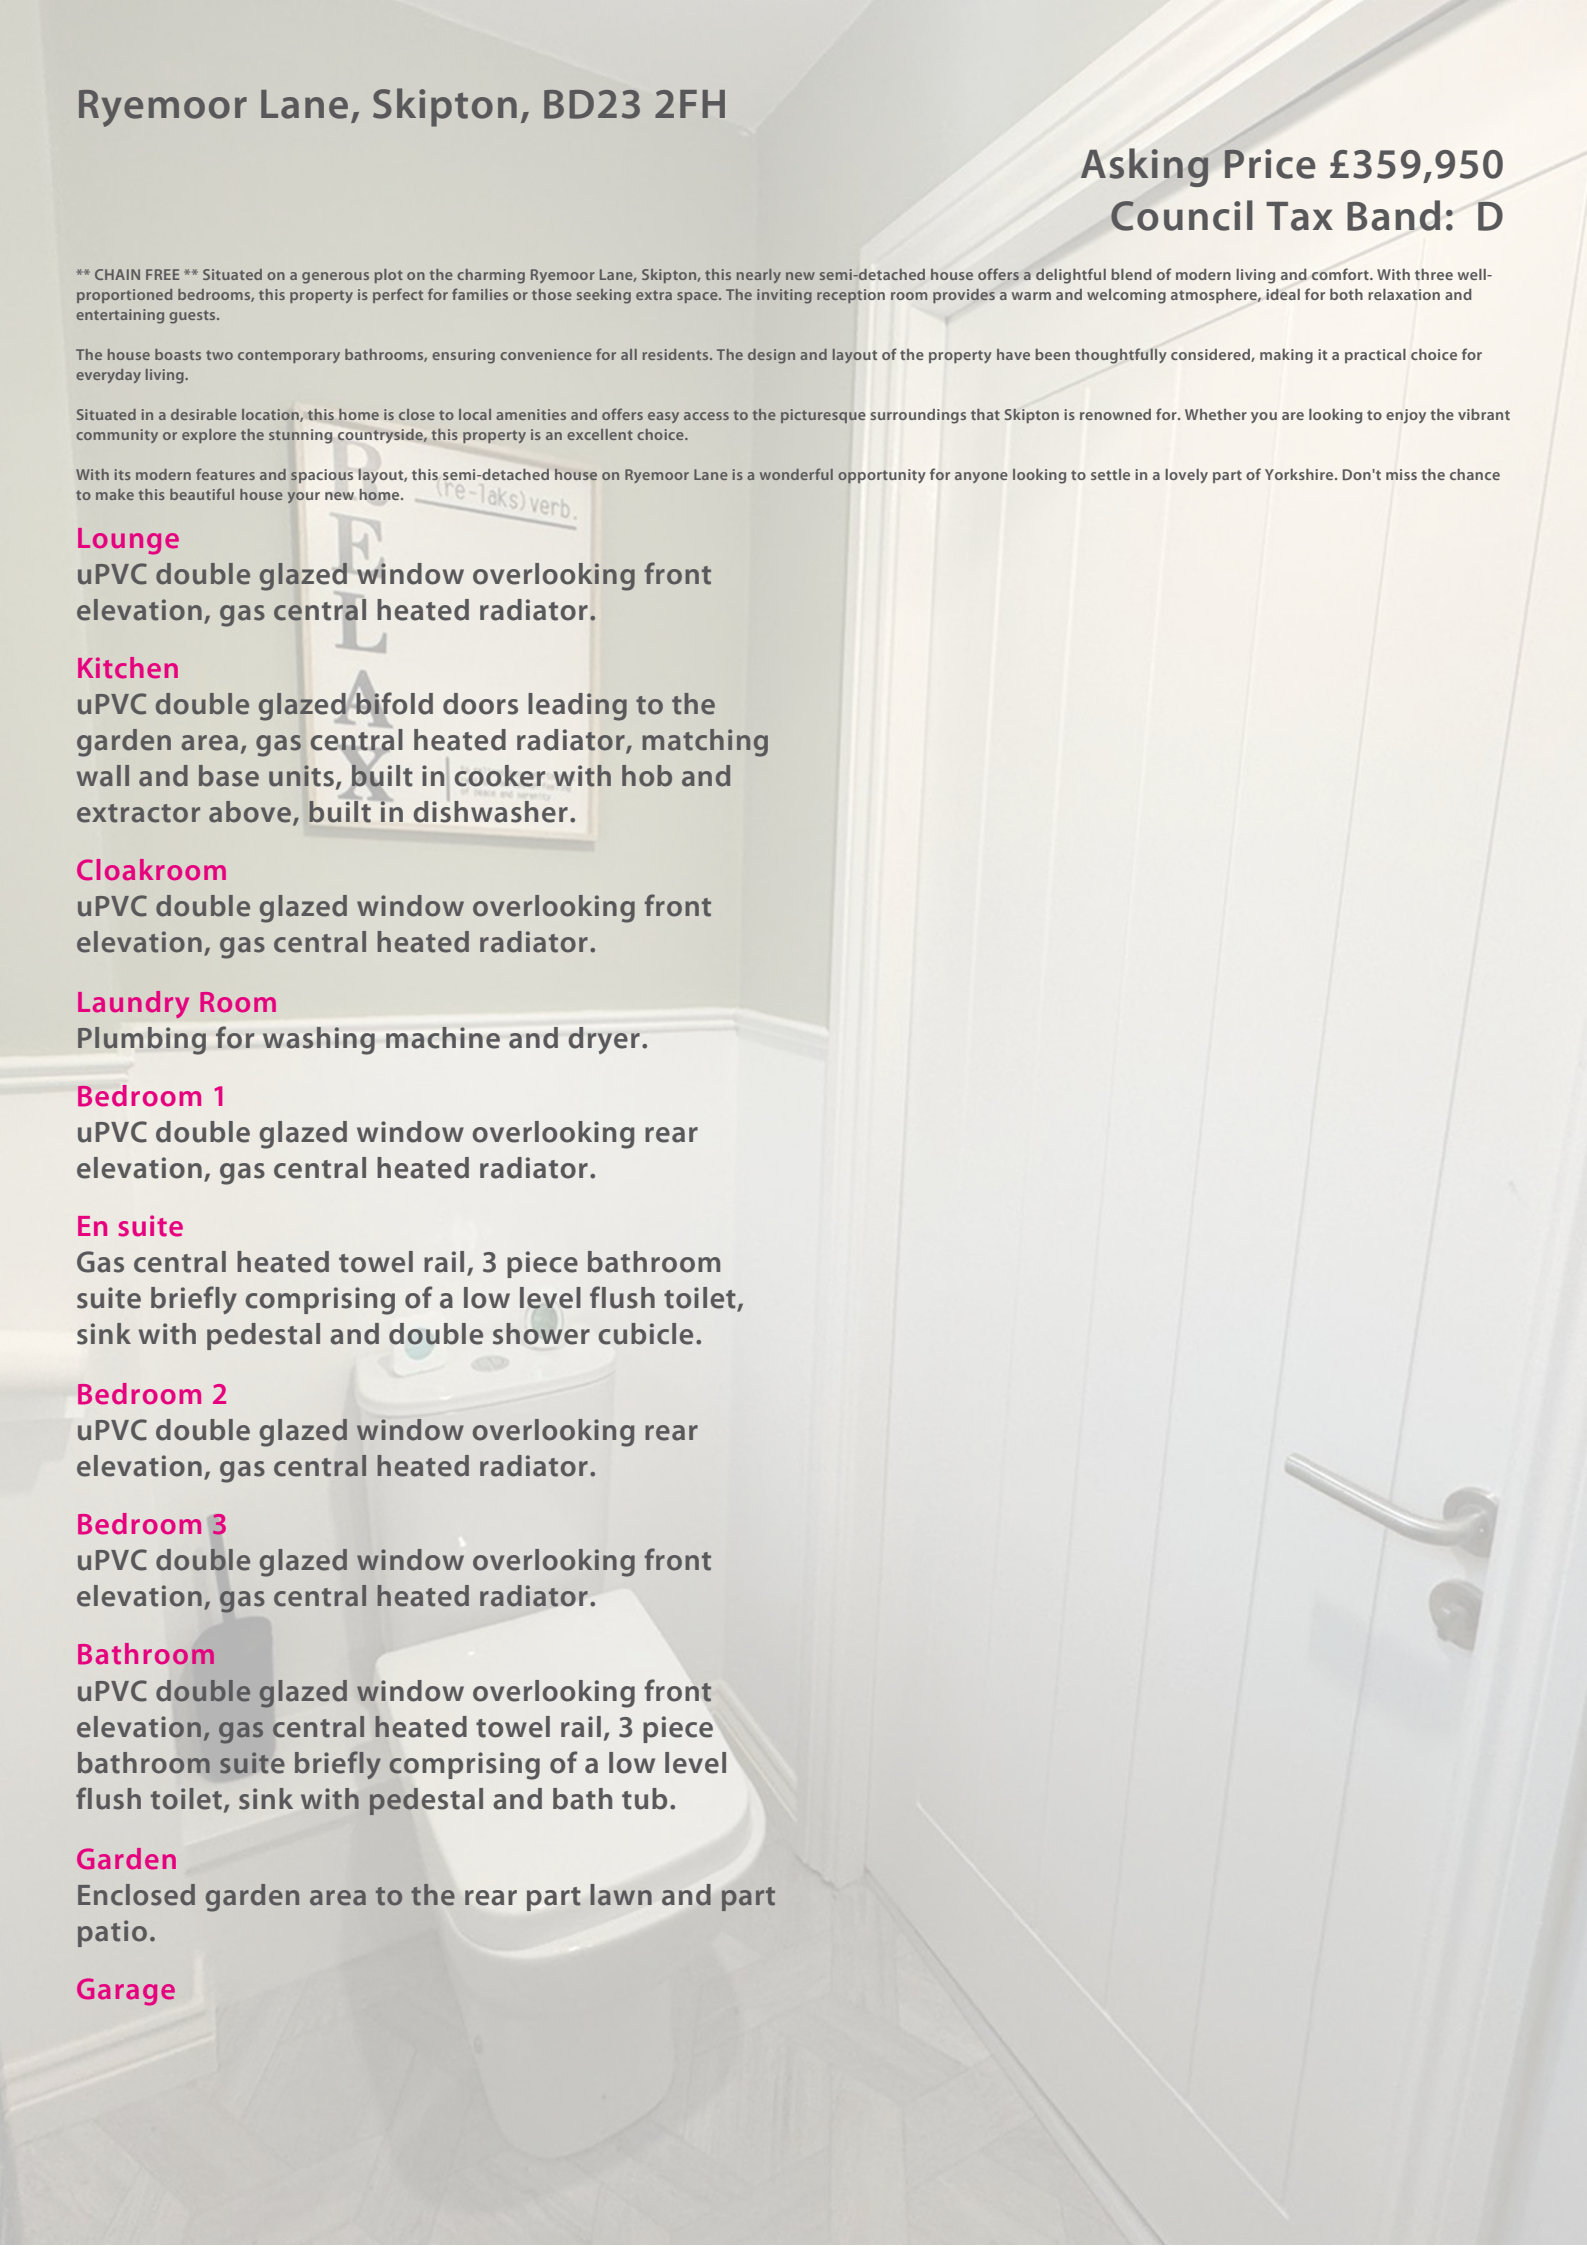 Ryemoor Lane, Skipton, BD23 2FH
Asking Price £359,950
Council Tax Band:  D
** CHAIN FREE ** Situated on a generous plot on the charming Ryemoor Lane, Skipton, this nearly new semi-detached house offers a delightful blend of modern living and comfort. With three well-
proportioned bedrooms, this property is perfect for families or those seeking extra space. The inviting reception room provides a warm and welcoming atmosphere, ideal for both relaxation and
entertaining guests.
The house boasts two contemporary bathrooms, ensuring convenience for all residents. The design and layout of the property have been thoughtfully considered, making it a practical choice for
everyday living.
Situated in a desirable location, this home is close to local amenities and offers easy access to the picturesque surroundings that Skipton is renowned for. Whether you are looking to enjoy the vibrant
community or explore the stunning countryside, this property is an excellent choice.
With its modern features and spacious layout, this semi-detached house on Ryemoor Lane is a wonderful opportunity for anyone looking to settle in a lovely part of Yorkshire. Don't miss the chance
to make this beautiful house your new home.
RELAX
(re-laks)verb.
of peace and serenity
Lounge
uPVC double glazed window overlooking front
elevation, gas central heated radiator.
Kitchen
uPVC double glazed bifold doors leading to the
garden area, gas central heated radiator, matching
wall and base units, built in cooker with hob and
extractor above, built in dishwasher.
Cloakroom
uPVC double glazed window overlooking front
elevation, gas central heated radiator.
Laundry Room
Plumbing for washing machine and dryer.
Bedroom 1
uPVC double glazed window overlooking rear
elevation, gas central heated radiator.
En suite
Gas central heated towel rail, 3 piece bathroom
suite briefly comprising of a low level flush toilet,
sink with pedestal and double shower cubicle.
Bedroom 2
uPVC double glazed window overlooking rear
elevation, gas central heated radiator.
Bedroom 3
uPVC double glazed window overlooking front
elevation, gas central heated radiator.
Bathroom
uPVC double glazed window overlooking front
elevation, gas central heated towel rail, 3 piece
bathroom suite briefly comprising of a low level
flush toilet, sink with pedestal and bath tub.
Garden
Enclosed garden area to the rear part lawn and part
patio.
Garage